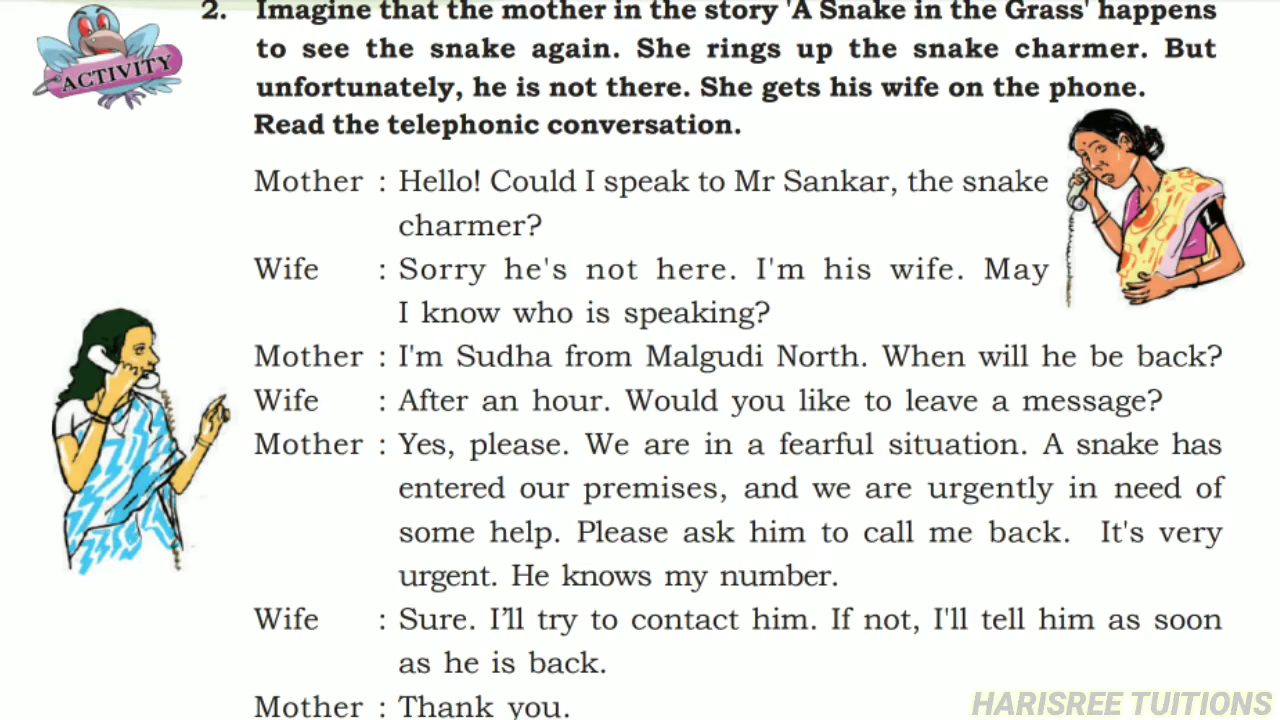 2. Imagine that the mother in the story 'A Snake in the Grass' happens
to see the snake again. She rings up the snake charmer. But
unfortunately, he is not there. She gets his wife on the phone.
Read the telephonic conversation.
ACTIVITY
Mother : Hello! Could I speak to Mr Sankar, the snake
charmer?
Wife : Sorry he's not here. I'm his wife. May
I know who is speaking?
Mother : I'm Sudha from Malgudi North. When will he be back?
Wife : After an hour. Would you like to leave a message?
Mother : Yes, please. We are in a fearful situation. A snake has
entered our premises, and we are urgently in need of
some help. Please ask him to call me back. It's very
urgent. He knows my number.
Wife : Sure. I’ll try to contact him. If not, I'll tell him as soon
as he is back.
Mother : Thank you.
HARISREE TUITIONS